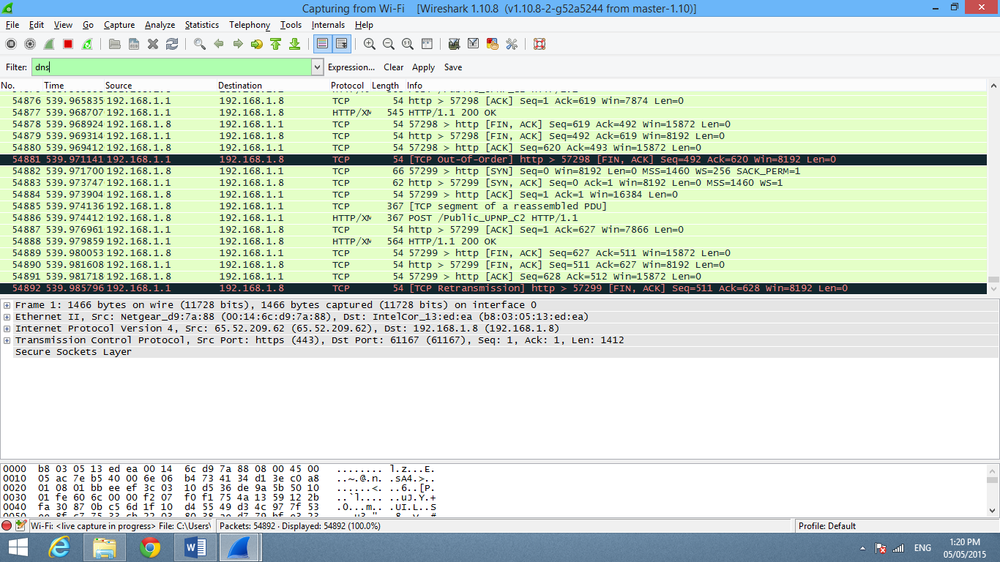 Capturing from Wi-Fi [Wireshark 1.10.8 (v1.10.8-2-g52a5244 from master-1.10)]
File Edit View Go Capture Analyze Statistics Telephony Tools Internals Help
Filter: dns Expression... Clear Apply Save
No. Time Source Destination Protocol Length Info
54876 539.965835 192.168.1.1 192.168.1.8 TCP 54 http > 57298 [ACK] Seq=1 Ack=619 Win=7874 Len=0
54877 539.968707 192.168.1.1 192.168.1.8 HTTP/XM 545 HTTP/1.1 200 OK
54878 539.968924 192.168.1.8 192.168.1.1 TCP 54 57298 > http [FIN, ACK] Seq=619 Ack=492 Win=15872 Len=0
54879 539.969314 192.168.1.1 192.168.1.8 TCP 54 http > 57298 [FIN, ACK] Seq=492 Ack=619 Win=8192 Len=0
54880 539.969412 192.168.1.8 192.168.1.1 TCP 54 57298 > http [ACK] Seq=620 Ack=493 Win=15872 Len=0
54881 539.971141 192.168.1.1 192.168.1.8 TCP 54 [TCP Out-Of-Order] http > 57298 [FIN, ACK] Seq=492 Ack=620 Win=8192 Len=0
54882 539.971700 192.168.1.8 192.168.1.1 TCP 66 57299 > http [SYN] Seq=0 Win=8192 Len=0 MSS=1460 WS=256 SACK_PERM=1
54883 539.973747 192.168.1.1 192.168.1.8 TCP 62 http > 57299 [SYN, ACK] Seq=0 Ack=1 Win=8192 Len=0 MSS=1460 WS=1
54884 539.973904 192.168.1.8 192.168.1.1 TCP 54 57299 > http [ACK] Seq=1 Ack=1 Win=16384 Len=0
54885 539.974136 192.168.1.8 192.168.1.1 TCP 367 [TCP segment of a reassembled PDU]
54886 539.974412 192.168.1.8 192.168.1.1 HTTP/XM 367 POST /Public_UPNP_C2 HTTP/1.1
54887 539.976961 192.168.1.1 192.168.1.8 TCP 54 http > 57299 [ACK] Seq=1 Ack=627 Win=7866 Len=0
54888 539.979859 192.168.1.1 192.168.1.8 HTTP/XM 564 HTTP/1.1 200 OK
54889 539.980053 192.168.1.8 192.168.1.1 TCP 54 57299 > http [FIN, ACK] Seq=627 Ack=511 Win=15872 Len=0
54890 539.981608 192.168.1.1 192.168.1.8 TCP 54 http > 57299 [FIN, ACK] Seq=511 Ack=627 Win=8192 Len=0
54891 539.981718 192.168.1.8 192.168.1.1 TCP 54 57299 > http [ACK] Seq=628 Ack=512 Win=15872 Len=0
54892 539.985796 192.168.1.1 192.168.1.8 TCP 54 [TCP Retransmission] http > 57299 [FIN, ACK] Seq=511 Ack=628 Win=8192 Len=0
Frame 1: 1466 bytes on wire (11728 bits), 1466 bytes captured (11728 bits) on interface 0
Ethernet II, Src: Netgear_d9:7a:88 (00:14:6c:d9:7a:88), Dst: IntelCor_13:ed:ea (b8:03:05:13:ed:ea)
Internet Protocol Version 4, Src: 65.52.209.62 (65.52.209.62), Dst: 192.168.1.8 (192.168.1.8)
Transmission Control Protocol, Src Port: https (443), Dst Port: 61167 (61167), Seq: 1, Ack: 1, Len: 1412
Secure Sockets Layer
0000 b8 03 05 13 ed ea 00 14 6c d9 7a 88 08 00 45 00 ........ l.z...E.
0010 05 ac 7e b5 40 00 6e 06 b4 73 41 34 d1 3e c0 a8 ..~.@.n. .sA4.>..
0020 01 08 01 bb ee ef 3c 03 10 d5 36 de 9a 5b 50 10 ......<. ..6..[P.
0030 01 fe 60 6c 00 00 f2 07 f0 f1 75 4a 13 59 12 2b ..`l.... ..uJ.Y.+
0040 fa 30 87 0b c5 6d 1f 10 d4 55 49 d3 4c 97 7f 53 .0...m.. .UI.L..S
Wi-Fi: <live capture in progress> File: C:\Users\ Packets: 54892 · Displayed: 54892 (100.0%) Profile: Default
ENG
1:20 PM
05/05/2015